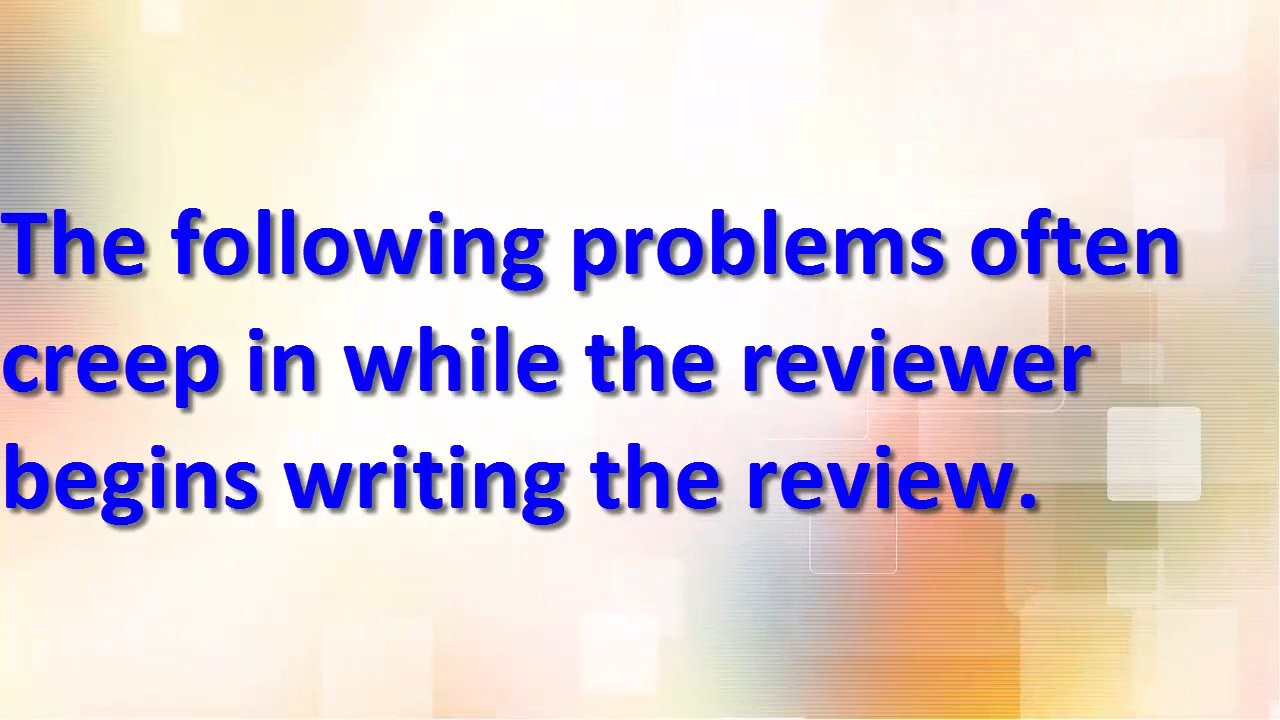 The following problems often
creep in while the reviewer
begins writing the review.